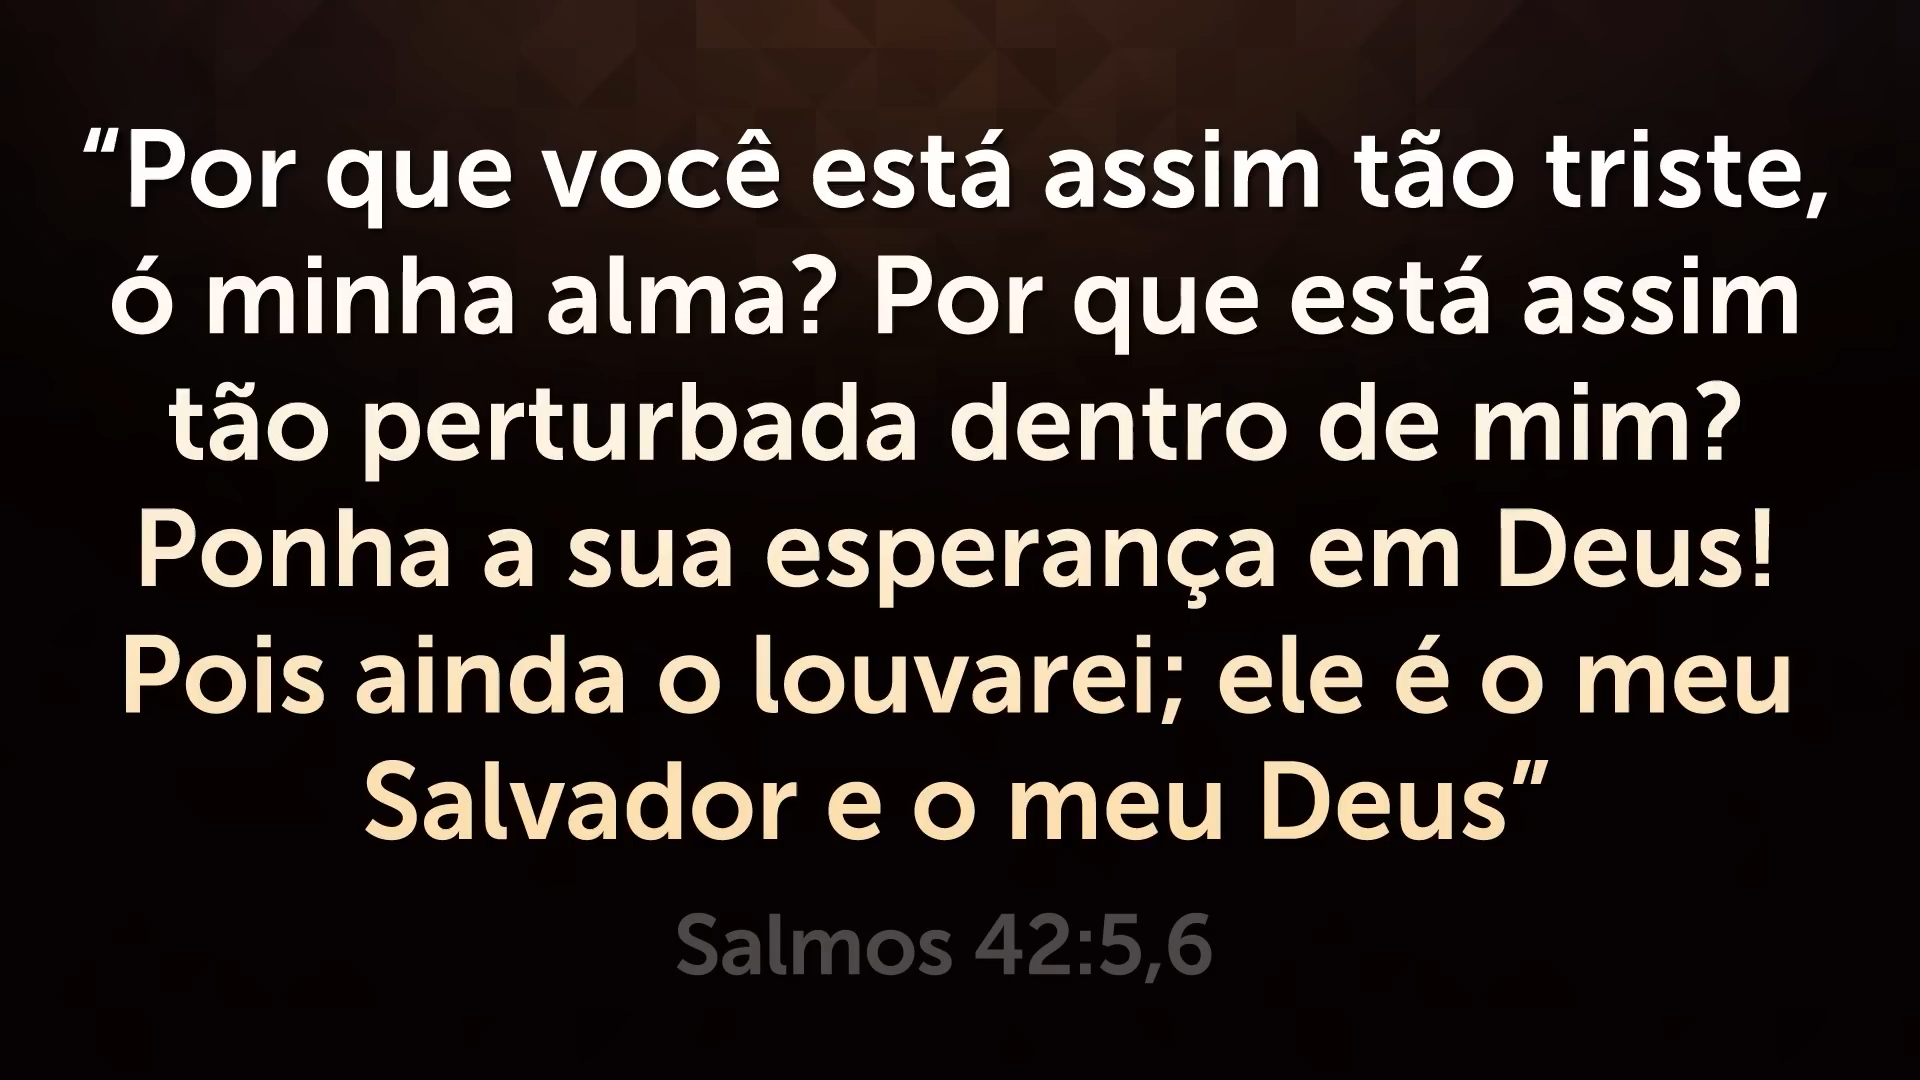 “Por que você está assim tão triste,
ó minha alma? Por que está assim
tão perturbada dentro de mim?
Ponha a sua esperança em Deus!
Pois ainda o louvarei; ele é o meu
Salvador e o meu Deus”
Salmos 42:5,6